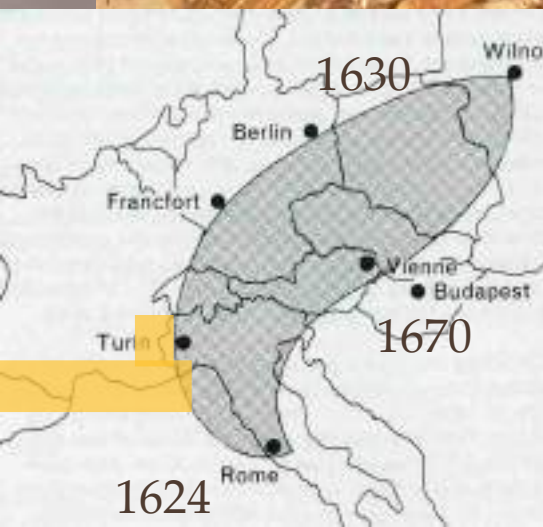 Wilno
1630
Berlin
Francfort
Vienne
Budapest
Turin
1670
Rome
1624